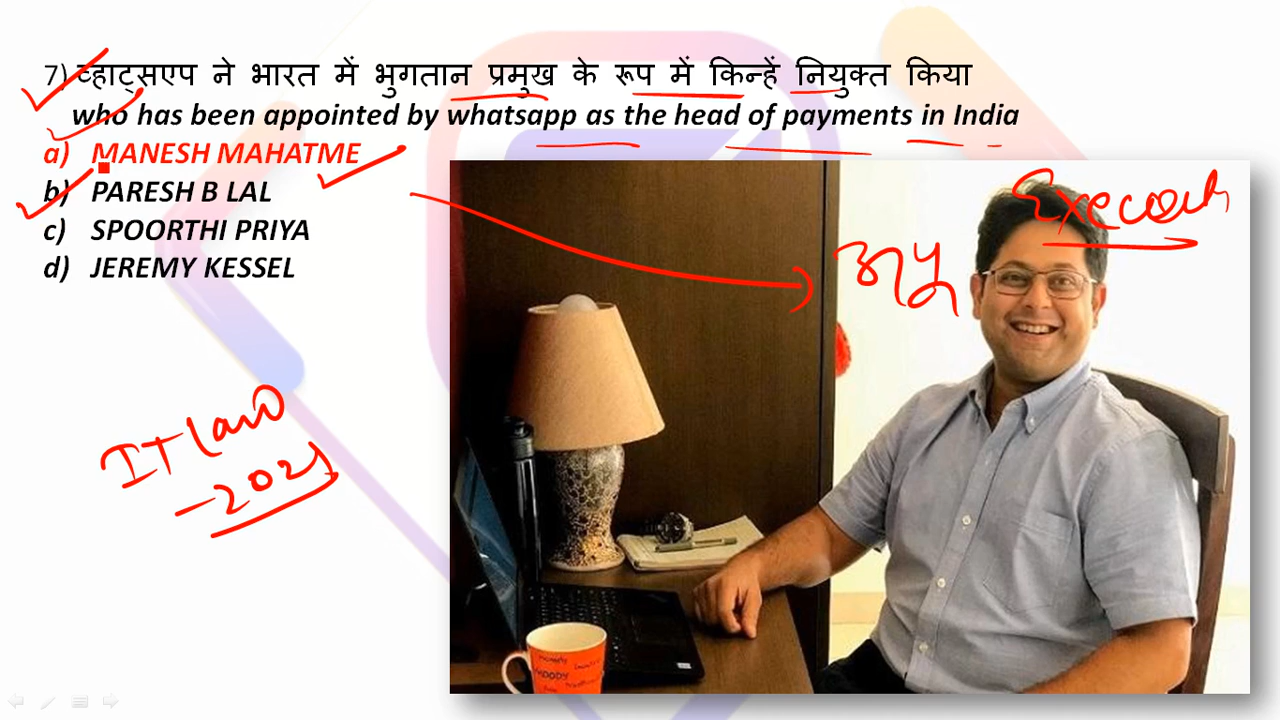 7) व्हाट्सएप ने भारत में भुगतान प्रमुख के रूप में किन्हें नियुक्त किया
who has been appointed by whatsapp as the head of payments in India
a) MANESH MAHATME
b) PARESH B LAL
c) SPOORTHI PRIYA
d) JEREMY KESSEL
IT law
-2021